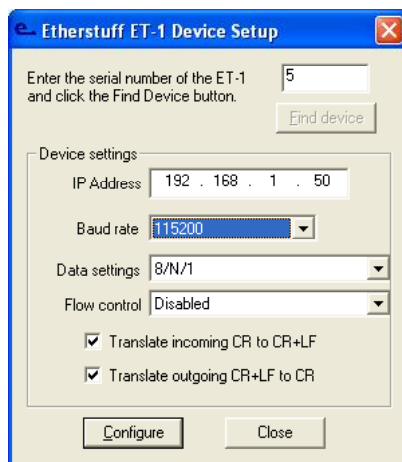 Etherstuff ET-1 Device Setup
Enter the serial number of the ET-1
and click the Find Device button.
5
Find device
Device settings
IP Address 192 . 168 . 1 . 50
Baud rate 115200
Data settings 8/N/1
Flow control Disabled
Translate incoming CR to CR+LF
Translate outgoing CR+LF to CR
Configure Close